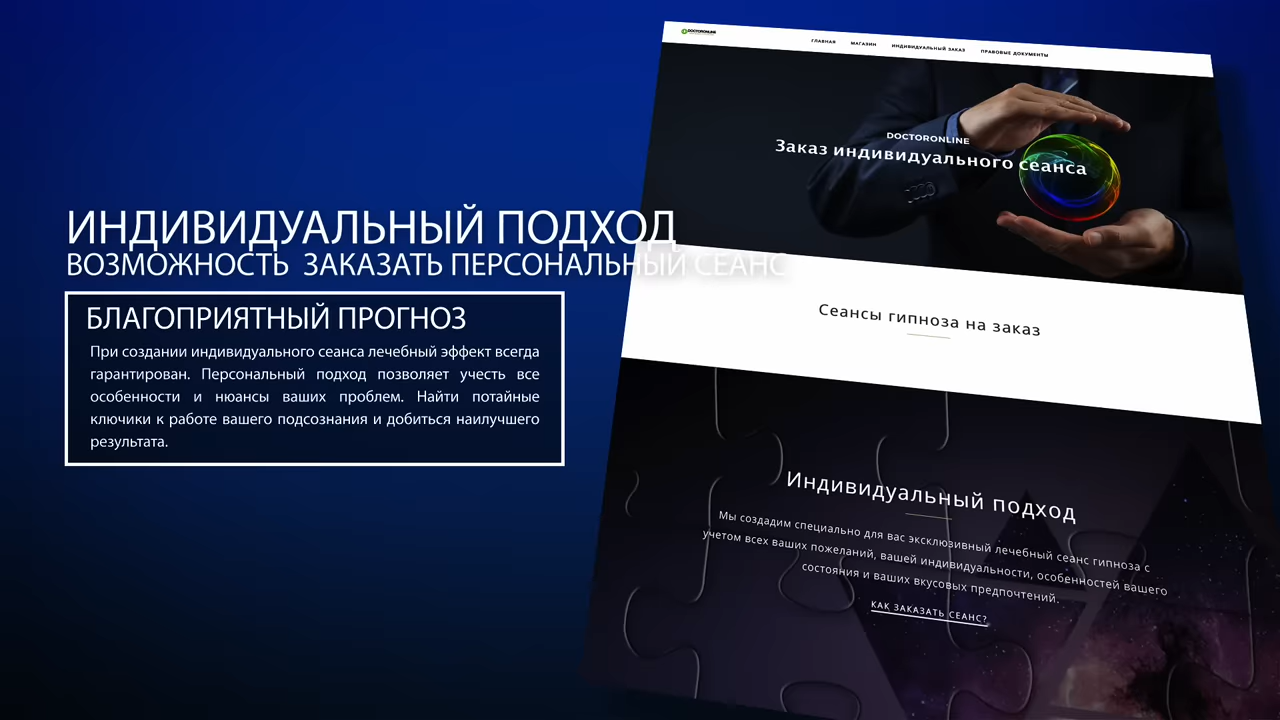 ИНДИВИДУАЛЬНЫЙ ПОДХОД
ВОЗМОЖНОСТЬ ЗАКАЗАТЬ ПЕРСОНАЛЬНЫЙ СЕАНС
БЛАГОПРИЯТНЫЙ ПРОГНОЗ
При создании индивидуального сеанса лечебный эффект всегда
гарантирован. Персональный подход позволяет учесть все
особенности и нюансы ваших проблем. Найти потайные
ключики к работе вашего подсознания и добиться наилучшего
результата.
DOCTORONLINE
ГЛАВНАЯ МАГАЗИН ИНДИВИДУАЛЬНЫЙ ЗАКАЗ ПРАВОВЫЕ ДОКУМЕНТЫ
DOCTORONLINE
Заказ индивидуального сеанса
Сеансы гипноза на заказ
Индивидуальный подход
Мы создадим специально для вас эксклюзивный лечебный сеанс гипноза с
учетом всех ваших пожеланий, вашей индивидуальности, особенностей вашего
состояния и ваших вкусовых предпочтений.
КАК ЗАКАЗАТЬ СЕАНС?